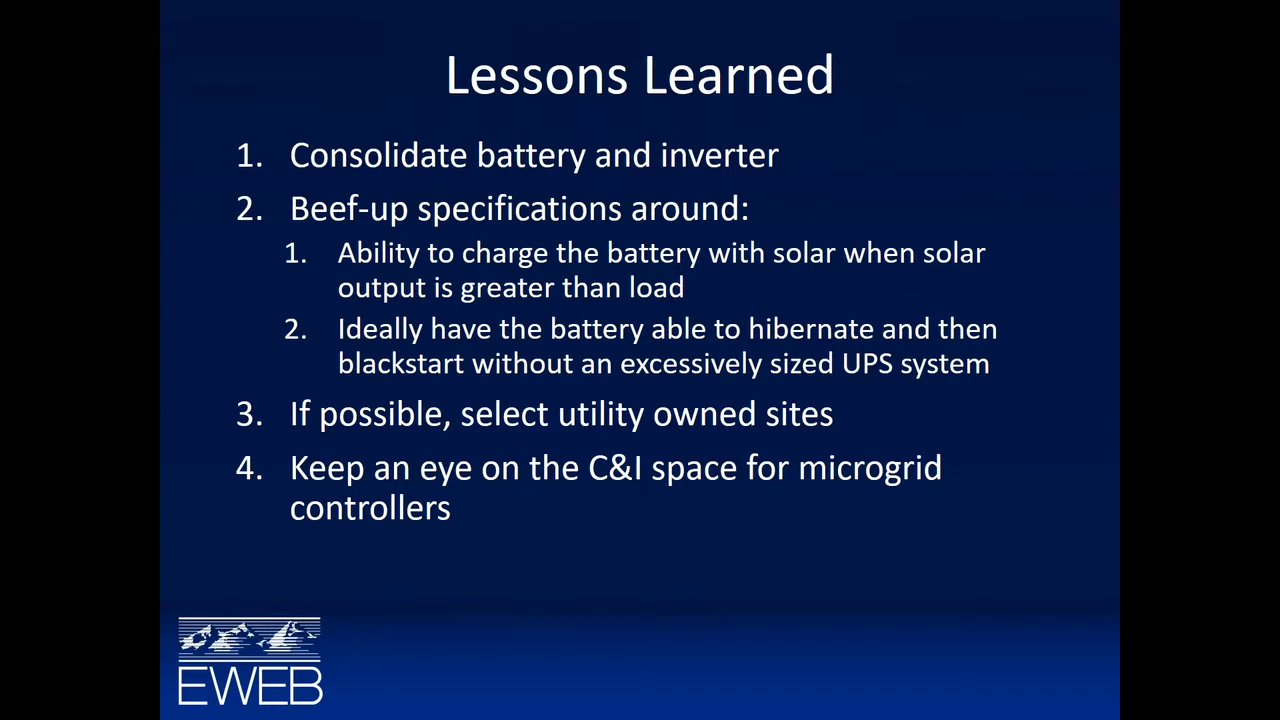 Lessons Learned
1. Consolidate battery and inverter
2. Beef-up specifications around:
1. Ability to charge the battery with solar when solar
output is greater than load
2. Ideally have the battery able to hibernate and then
blackstart without an excessively sized UPS system
3. If possible, select utility owned sites
4. Keep an eye on the C&I space for microgrid
controllers
EWEB